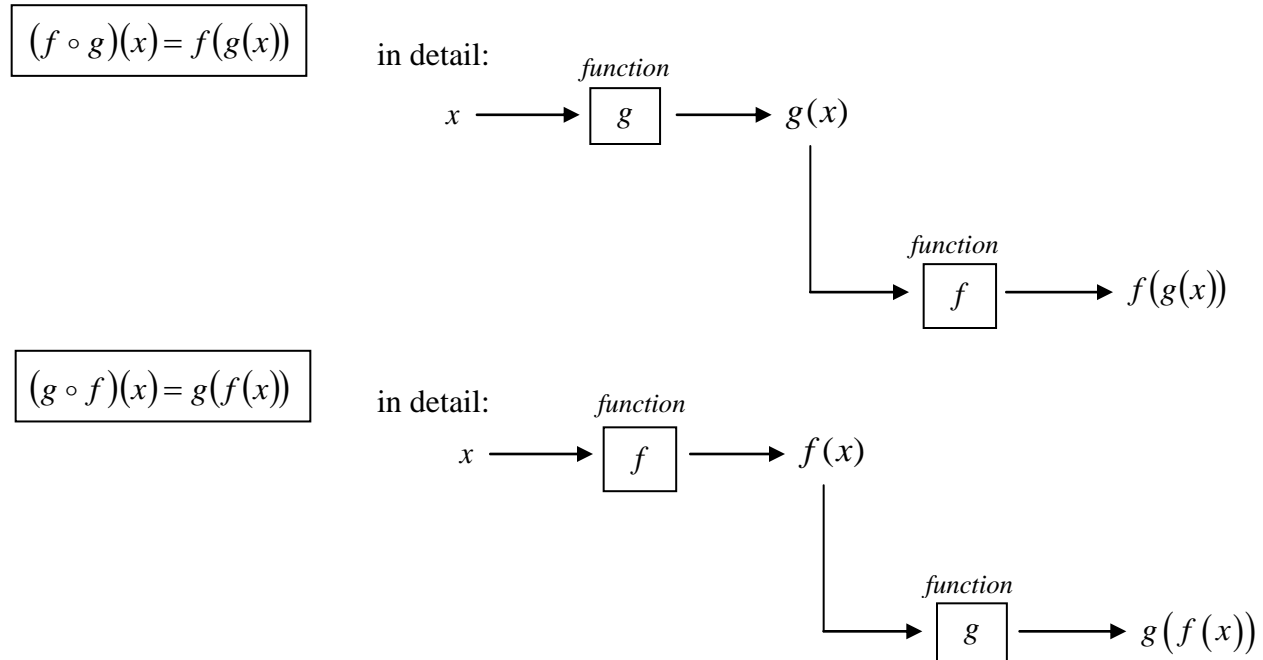 (f ∘ g)(x) = f(g(x))
in detail:
function
x g g(x)
function
f f(g(x))
(g ∘ f)(x) = g(f(x))
in detail:
function
x f f(x)
function
g g(f(x))